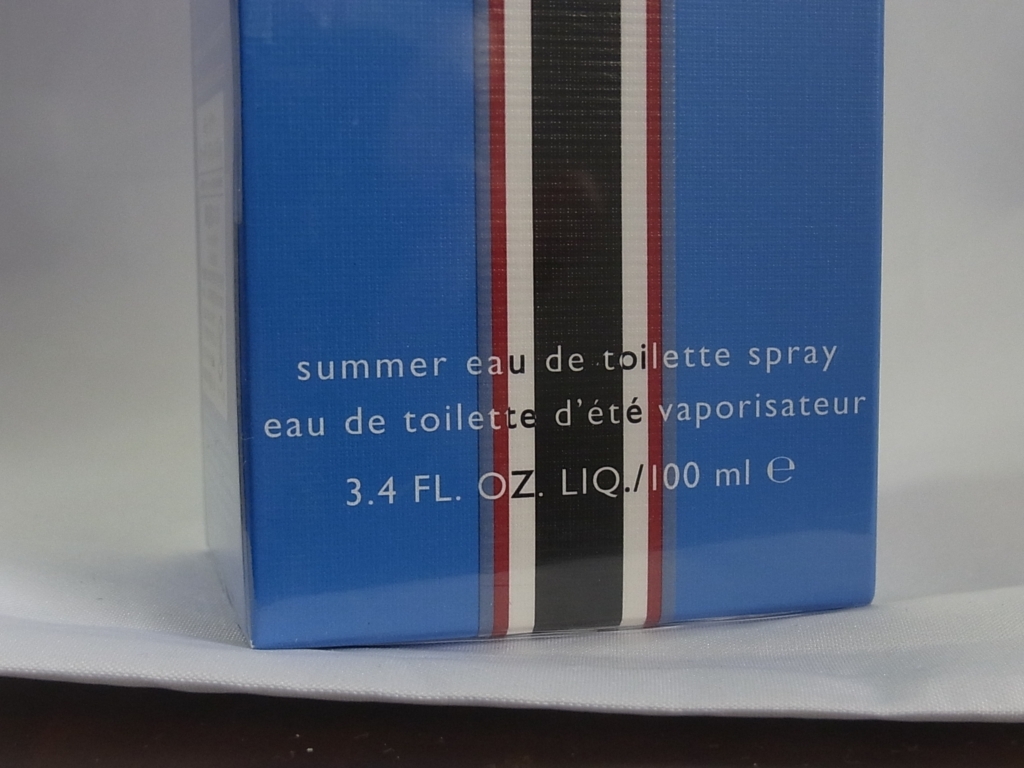 summer eau de toilette spray
eau de toilette d'été vaporisateur
3.4 FL. OZ. LIQ./100 ml ℮